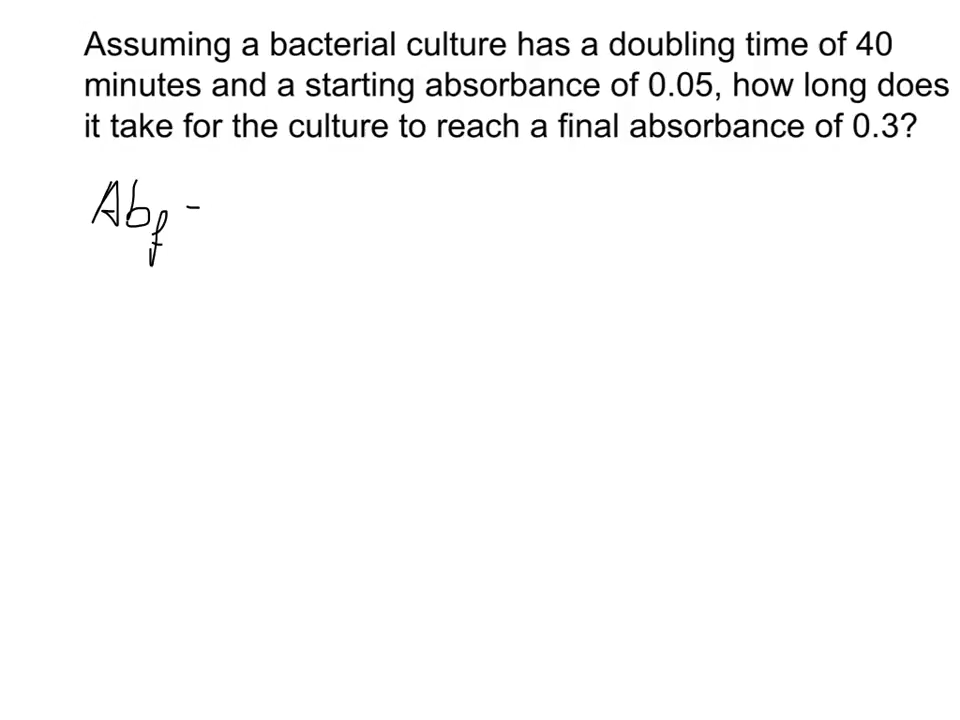 Assuming a bacterial culture has a doubling time of 40
minutes and a starting absorbance of 0.05, how long does
it take for the culture to reach a final absorbance of 0.3?
Abf -